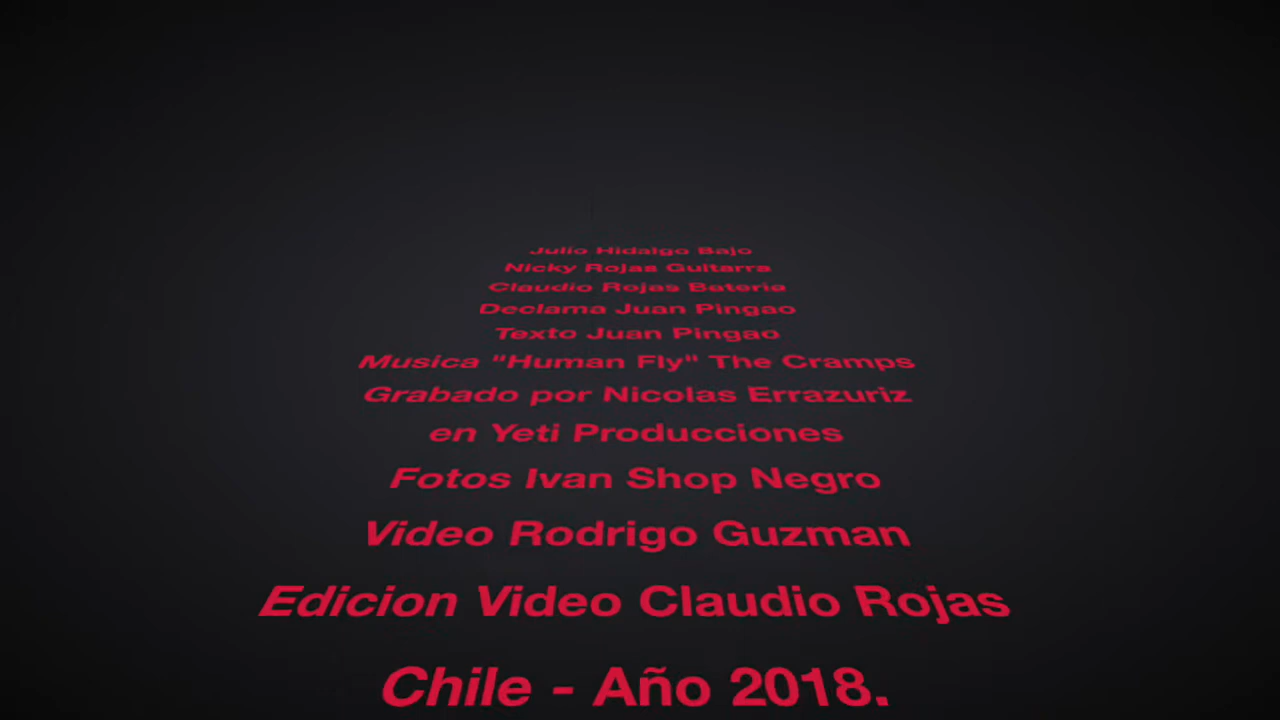 Julio Hidalgo Bajo
Nicky Rojas Guitarra
Claudio Rojas Bateria
Declama Juan Pingao
Texto Juan Pingao
Musica "Human Fly" The Cramps
Grabado por Nicolas Errazuriz
en Yeti Producciones
Fotos Ivan Shop Negro
Video Rodrigo Guzman
Edicion Video Claudio Rojas
Chile - Año 2018.